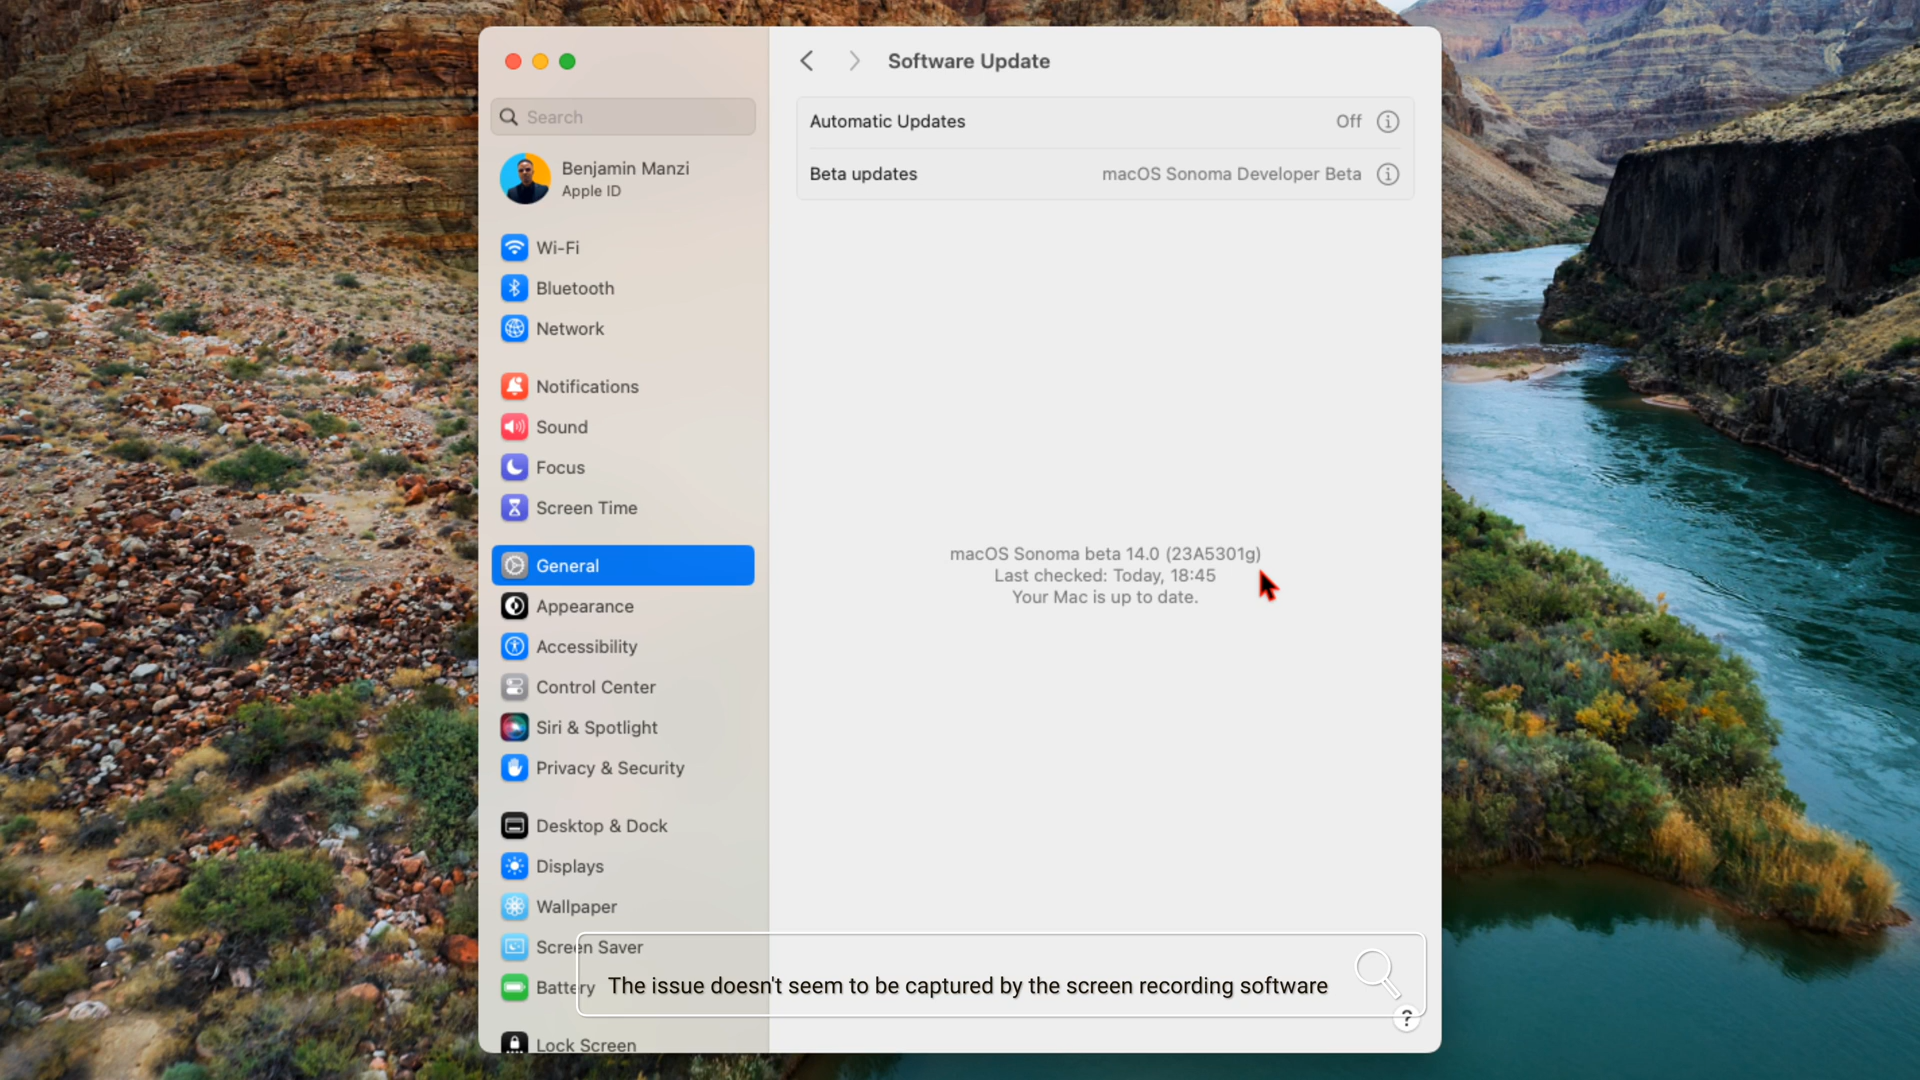 Software Update
Search
Automatic Updates Off
Benjamin Manzi
Apple ID
Beta updates macOS Sonoma Developer Beta
Wi-Fi
Bluetooth
Network
Notifications
Sound
Focus
Screen Time
General
Appearance
Accessibility
Control Center
Siri & Spotlight
Privacy & Security
Desktop & Dock
Displays
Wallpaper
Screen Saver
Battery
Lock Screen
macOS Sonoma beta 14.0 (23A5301g)
Last checked: Today, 18:45
Your Mac is up to date.
The issue doesn't seem to be captured by the screen recording software
?